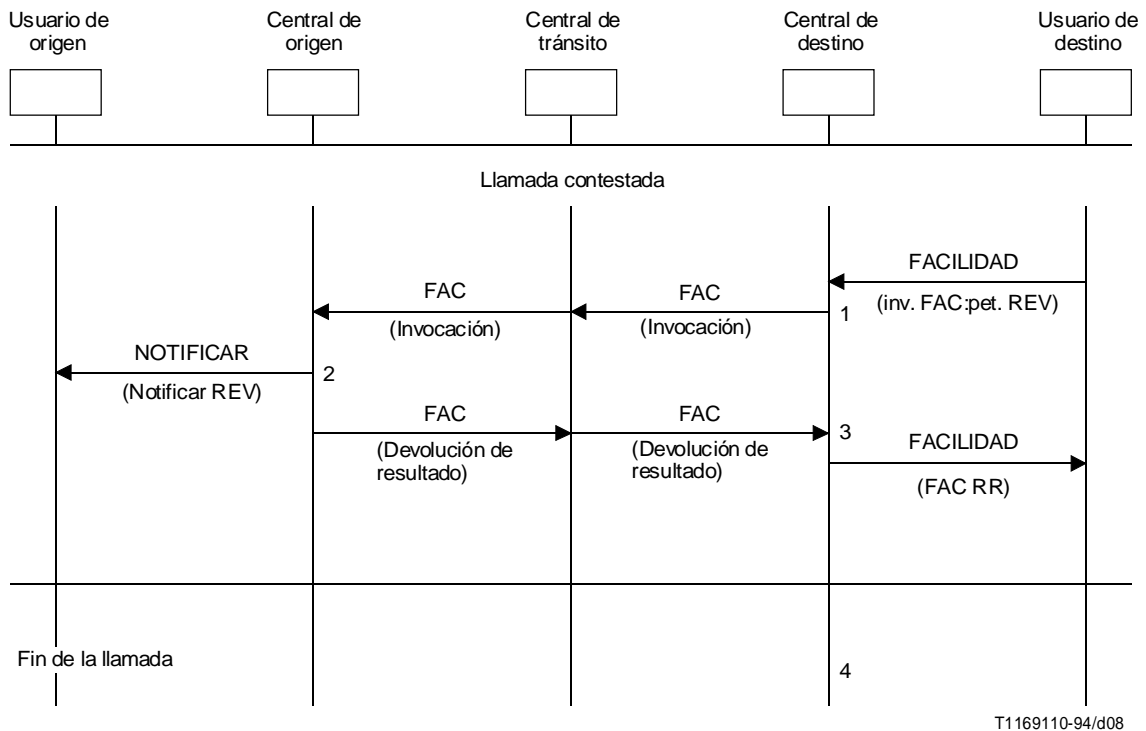 Usuario de
origen
Central de
origen
Central de
tránsito
Central de
destino
Usuario de
destino
Llamada contestada
FACILIDAD
(inv. FAC:pet. REV)
1
FAC
(Invocación)
FAC
(Invocación)
NOTIFICAR
(Notificar REV)
2
FAC
(Devolución de
resultado)
FAC
(Devolución de
resultado)
3
FACILIDAD
(FAC RR)
Fin de la llamada
4
T1169110-94/d08